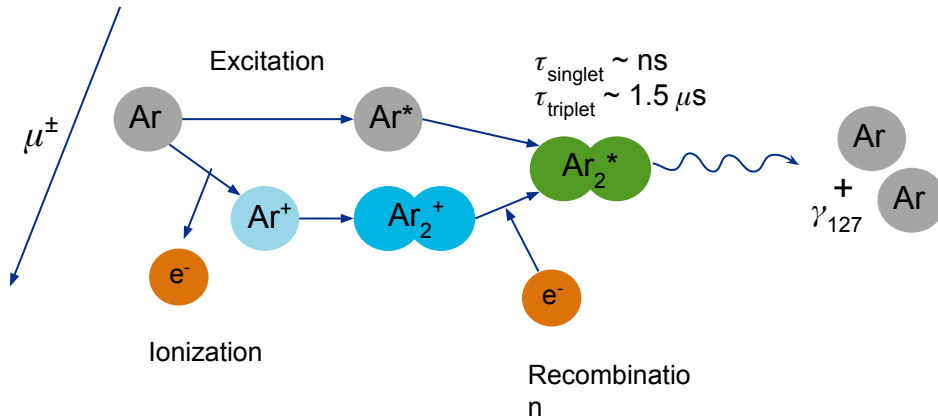 Excitation
τsinglet ~ ns
τtriplet ~ 1.5 μs
μ±
Ar
Ar*
Ar2*
Ar
Ar
+
γ127
Ar+
Ar2+
e-
e-
Ionization
Recombinatio
n